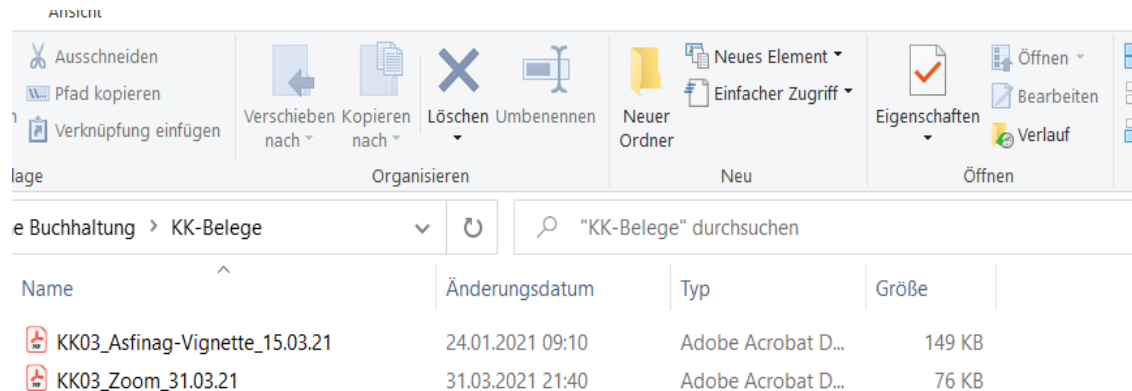 Ansicht
Ausschneiden
Pfad kopieren
Verknüpfung einfügen
Verschieben nach
Kopieren nach
Löschen
Umbenennen
Organisieren
Neuer Ordner
Neues Element
Einfacher Zugriff
Neu
Eigenschaften
Öffnen
Bearbeiten
Verlauf
Öffnen
lage
e Buchhaltung > KK-Belege
"KK-Belege" durchsuchen
Name Änderungsdatum Typ Größe
KK03_Asfinag-Vignette_15.03.21 24.01.2021 09:10 Adobe Acrobat D... 149 KB
KK03_Zoom_31.03.21 31.03.2021 21:40 Adobe Acrobat D... 76 KB